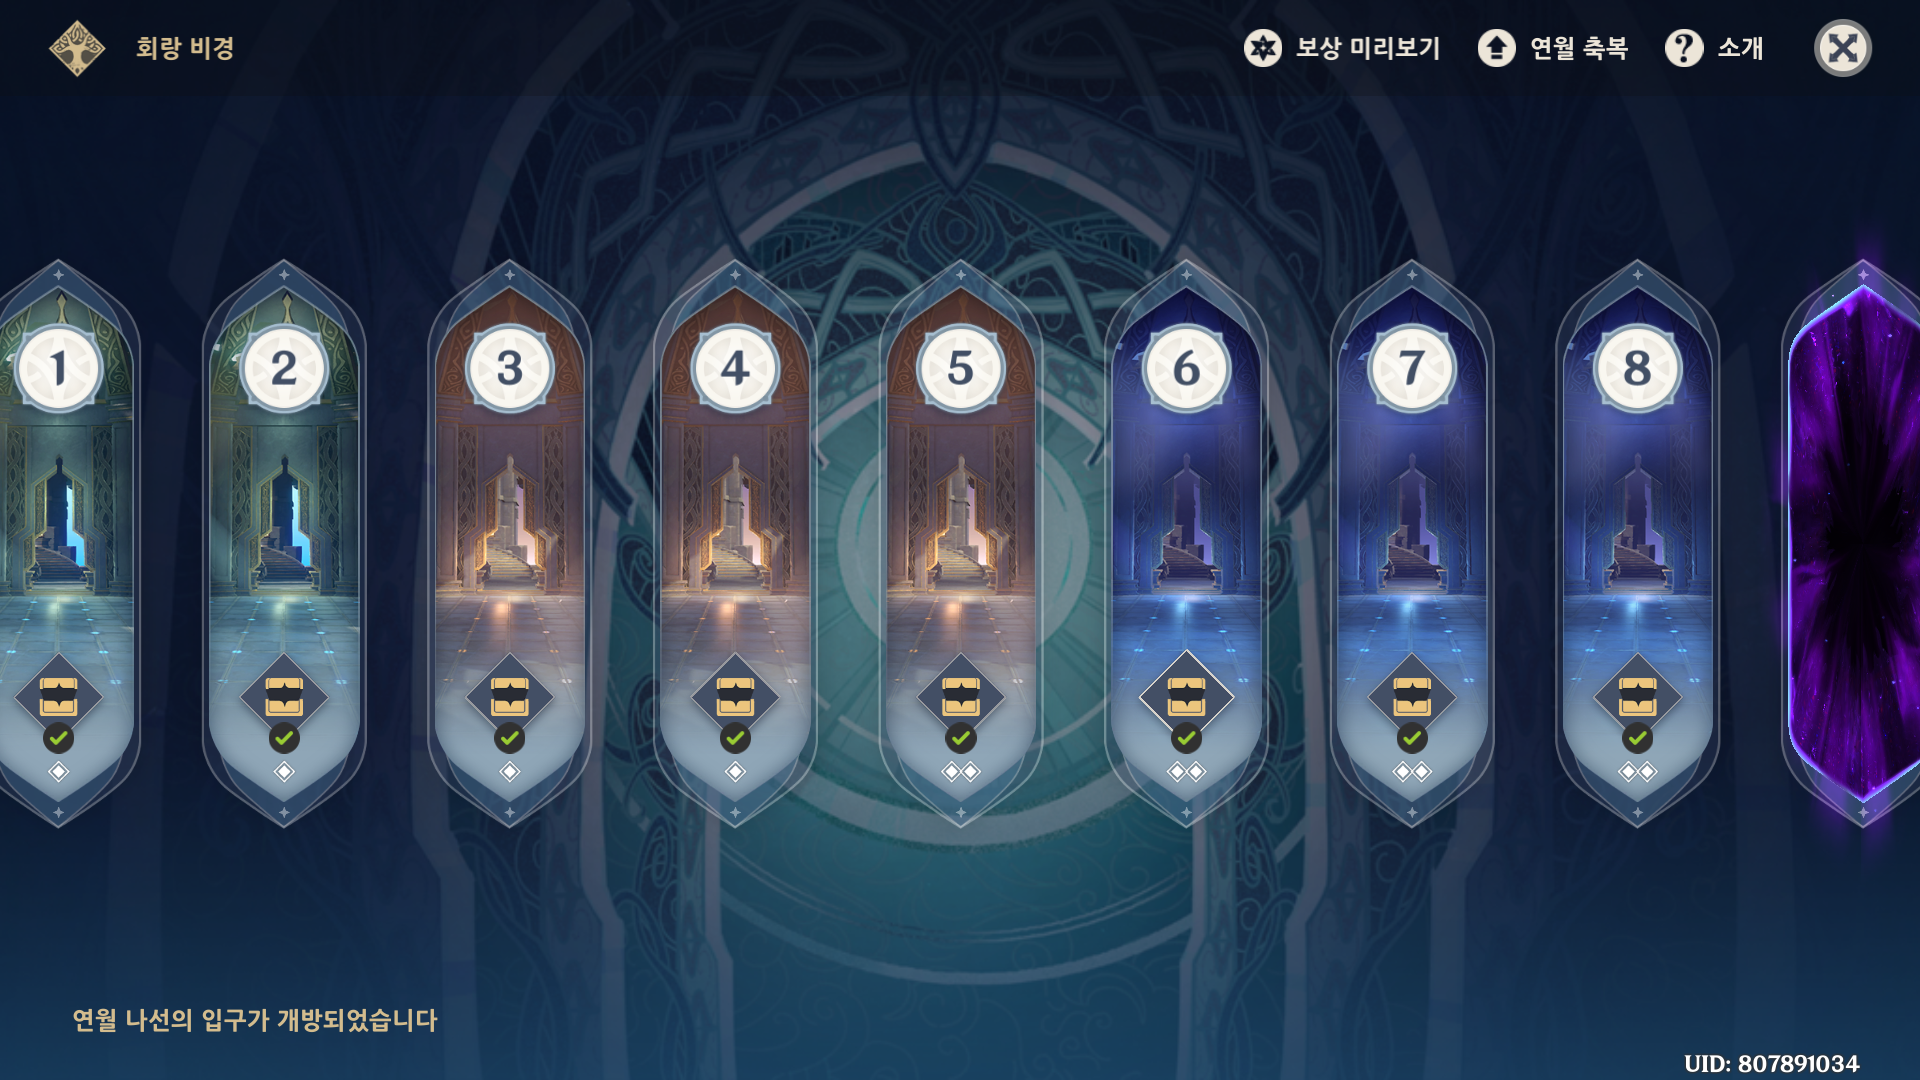 회랑 비경
보상 미리보기
연월 축복
? 소개
1 2 3 4 5 6 7 8
연월 나선의 입구가 개방되었습니다
UID: 807891034